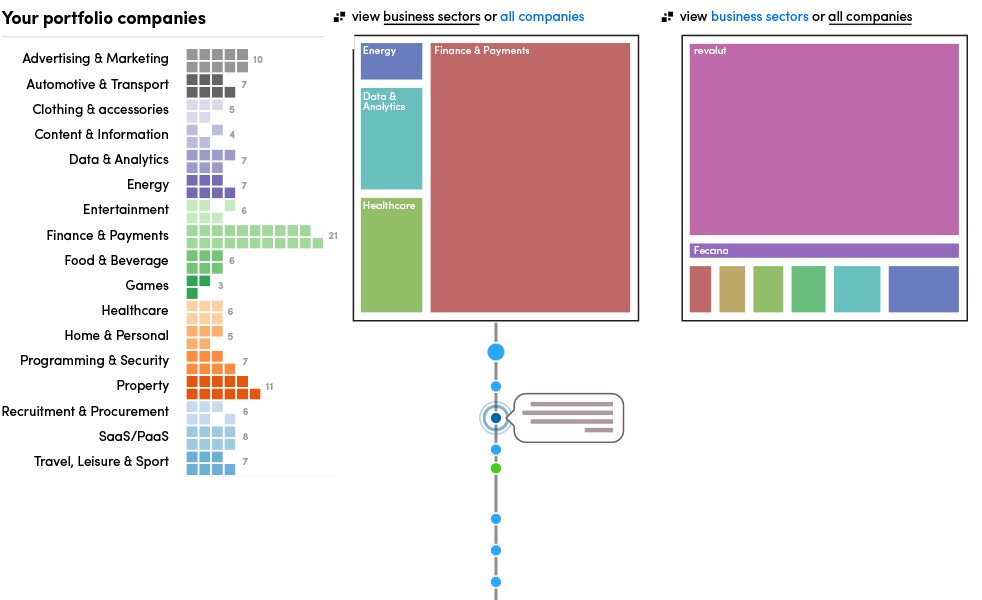 Your portfolio companies
Advertising & Marketing 10
Automotive & Transport 7
Clothing & accessories 5
Content & Information 4
Data & Analytics 7
Energy 7
Entertainment 6
Finance & Payments 21
Food & Beverage 6
Games 3
Healthcare 6
Home & Personal 5
Programming & Security 7
Property 11
Recruitment & Procurement 6
SaaS/PaaS 8
Travel, Leisure & Sport 7
view business sectors or all companies
Energy
Finance & Payments
Data &
Analytics
Healthcare
view business sectors or all companies
revolut
Fecana